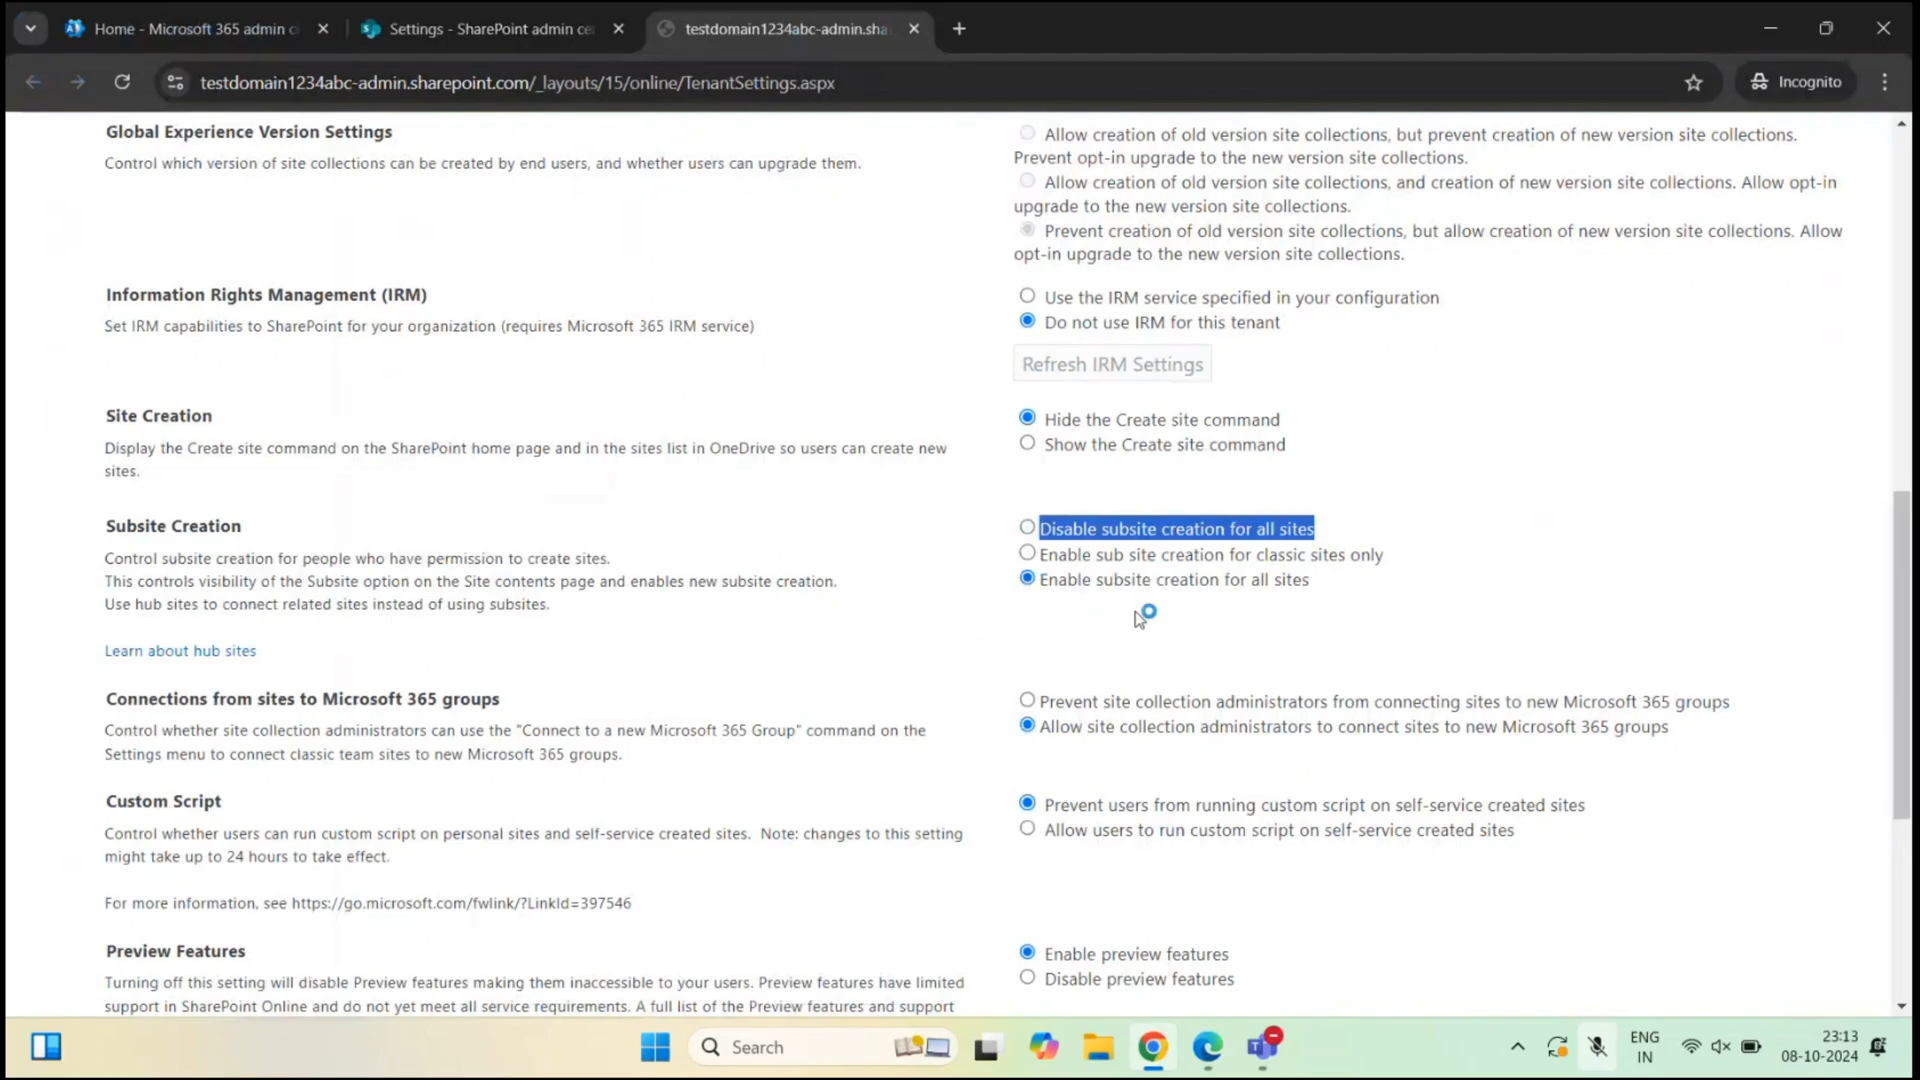 Home - Microsoft 365 admin c
Settings - SharePoint admin ce
testdomain1234abc-admin.sha
testdomain1234abc-admin.sharepoint.com/_layouts/15/online/TenantSettings.aspx
Incognito
Global Experience Version Settings
Control which version of site collections can be created by end users, and whether users can upgrade them.
Allow creation of old version site collections, but prevent creation of new version site collections.
Prevent opt-in upgrade to the new version site collections.
Allow creation of old version site collections, and creation of new version site collections. Allow opt-in
upgrade to the new version site collections.
Prevent creation of old version site collections, but allow creation of new version site collections. Allow
opt-in upgrade to the new version site collections.
Information Rights Management (IRM)
Set IRM capabilities to SharePoint for your organization (requires Microsoft 365 IRM service)
Use the IRM service specified in your configuration
Do not use IRM for this tenant
Refresh IRM Settings
Site Creation
Display the Create site command on the SharePoint home page and in the sites list in OneDrive so users can create new
sites.
Hide the Create site command
Show the Create site command
Subsite Creation
Control subsite creation for people who have permission to create sites.
This controls visibility of the Subsite option on the Site contents page and enables new subsite creation.
Use hub sites to connect related sites instead of using subsites.
Learn about hub sites
Disable subsite creation for all sites
Enable sub site creation for classic sites only
Enable subsite creation for all sites
Connections from sites to Microsoft 365 groups
Control whether site collection administrators can use the "Connect to a new Microsoft 365 Group" command on the
Settings menu to connect classic team sites to new Microsoft 365 groups.
Prevent site collection administrators from connecting sites to new Microsoft 365 groups
Allow site collection administrators to connect sites to new Microsoft 365 groups
Custom Script
Control whether users can run custom script on personal sites and self-service created sites. Note: changes to this setting
might take up to 24 hours to take effect.
For more information, see https://go.microsoft.com/fwlink/?LinkId=397546
Prevent users from running custom script on self-service created sites
Allow users to run custom script on self-service created sites
Preview Features
Turning off this setting will disable Preview features making them inaccessible to your users. Preview features have limited
support in SharePoint Online and do not yet meet all service requirements. A full list of the Preview features and support
Enable preview features
Disable preview features
Search
ENG
IN
23:13
08-10-2024